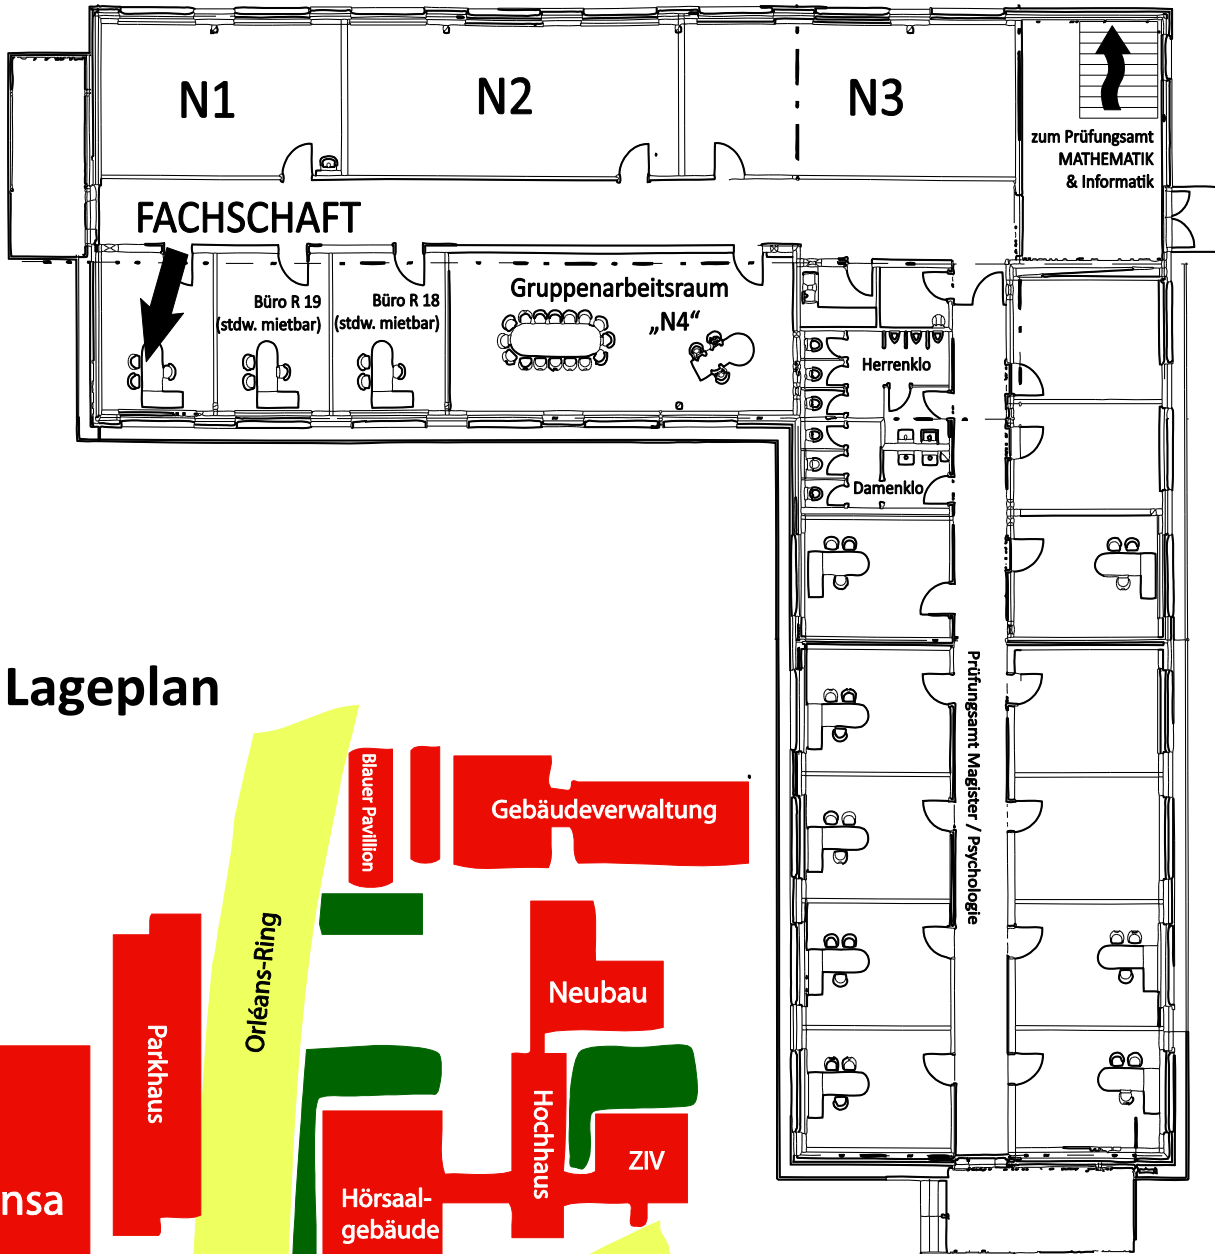 N1
N2
N3
zum Prüfungsamt
MATHEMATIK
& Informatik
FACHSCHAFT
Büro R 19
(stdw. mietbar)
Büro R 18
(stdw. mietbar)
Gruppenarbeitsraum
„N4“
Herrenklo
Damenklo
Prüfungsamt Magister / Psychologie
Lageplan
Blauer Pavillion
Gebäudeverwaltung
Orléans-Ring
Neubau
Parkhaus
Hochhaus
ZIV
nsa
Hörsaal-
gebäude